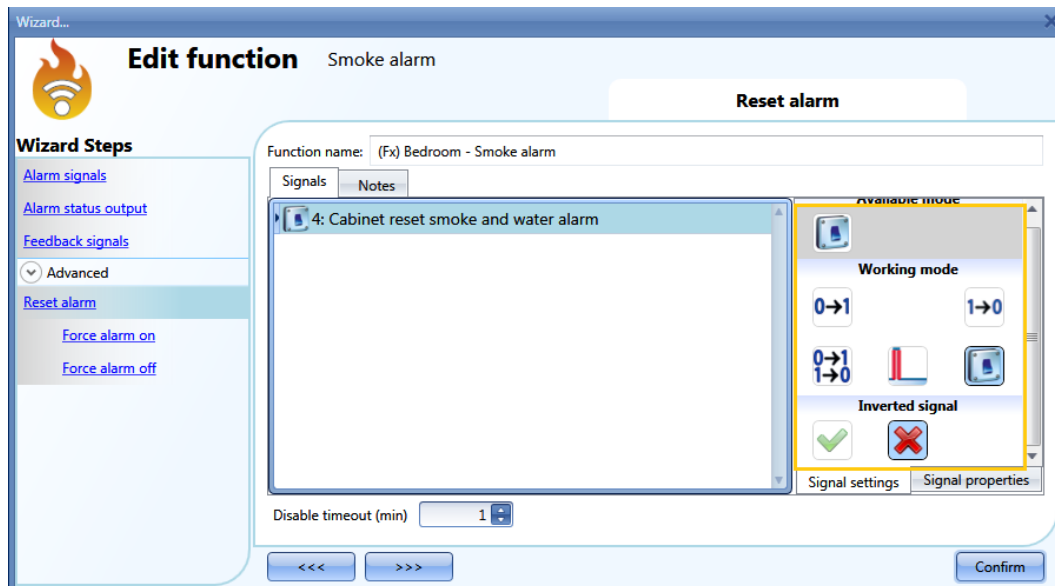 Wizard...
Edit function Smoke alarm
Reset alarm
Wizard Steps
Alarm signals
Alarm status output
Feedback signals
Advanced
Reset alarm
Force alarm on
Force alarm off
Function name: (Fx) Bedroom - Smoke alarm
Signals Notes
4: Cabinet reset smoke and water alarm
Available mode
Working mode
0→1 1→0
0→1
1→0
Inverted signal
Signal settings Signal properties
Disable timeout (min) 1
<<< >>> Confirm